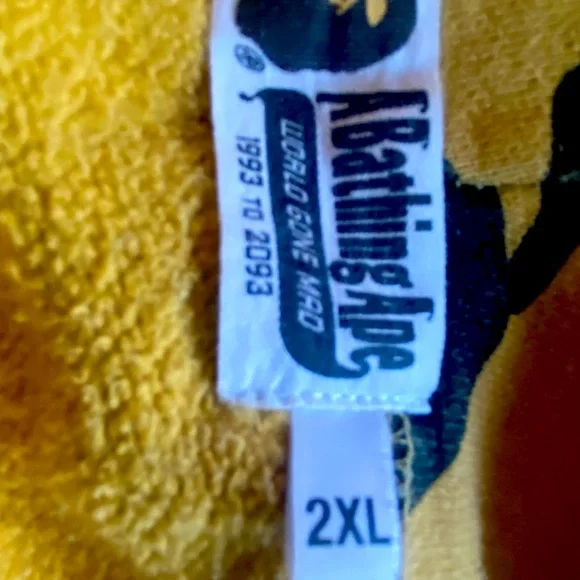 ®
A Bathing Ape
WORLD GONE MAD
1993 TO 2093
2XL